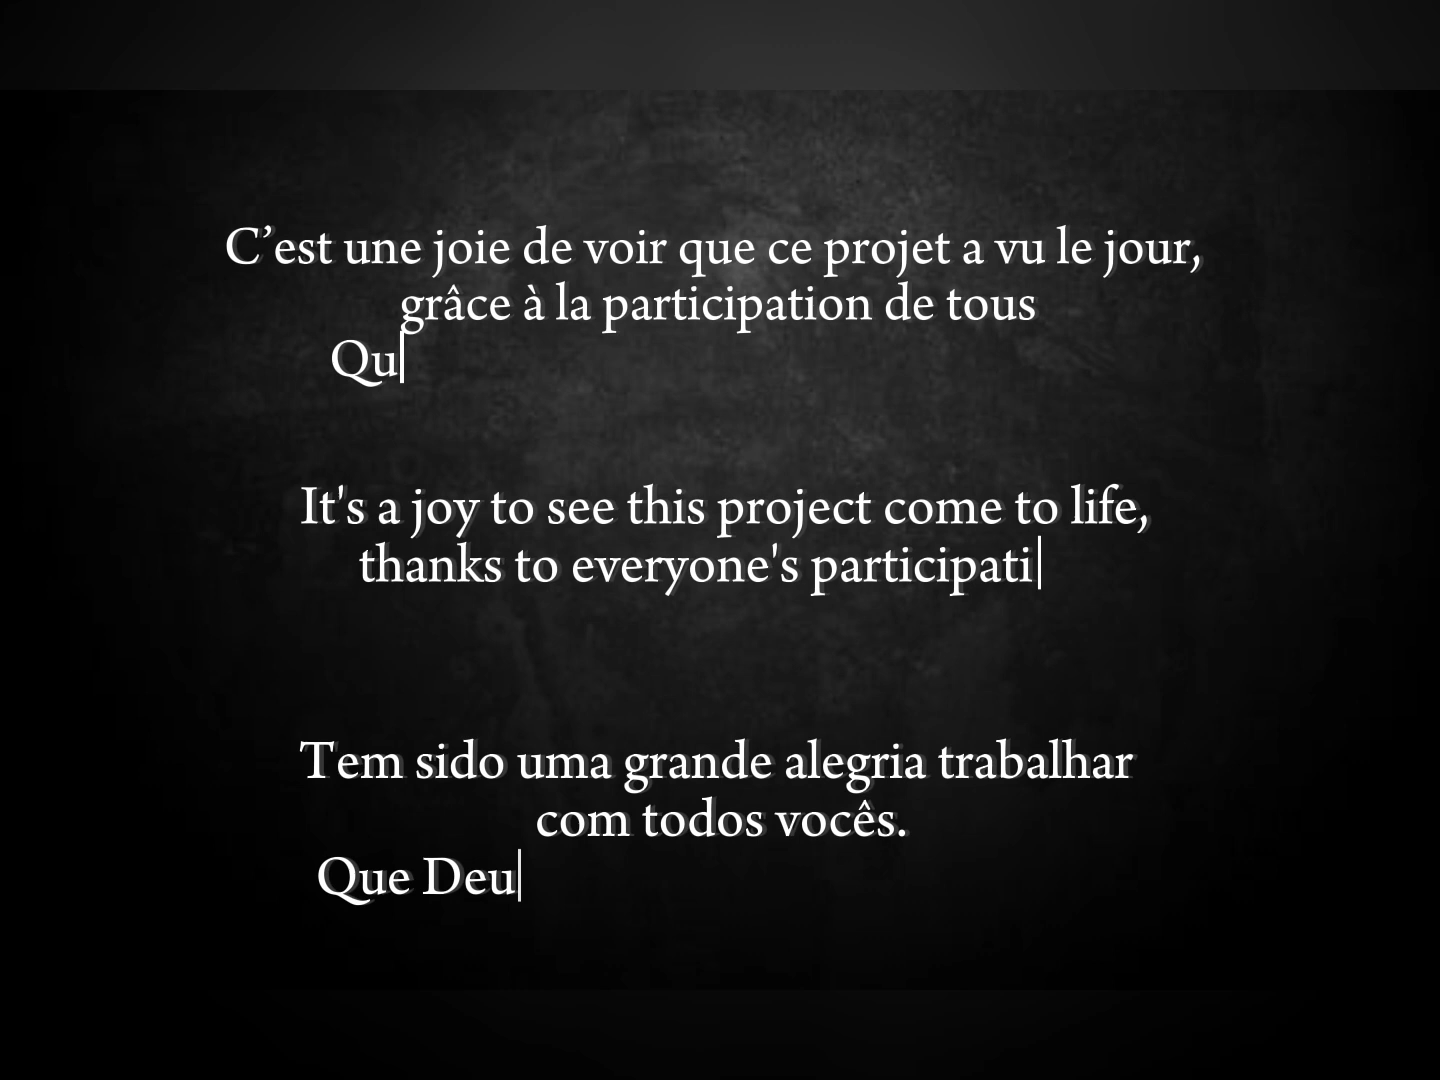 C’est une joie de voir que ce projet a vu le jour,
grâce à la participation de tous
Qu
It's a joy to see this project come to life,
thanks to everyone's participati
Tem sido uma grande alegria trabalhar
com todos vocês.
Que Deu